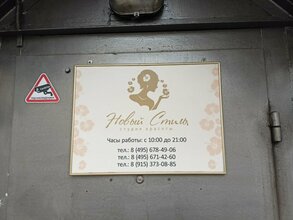 Новый Стиль
студия красоты
Часы работы: с 10:00 до 21:00
тел.: 8 (495) 678-49-06
тел.: 8 (495) 671-42-60
тел.: 8 (915) 373-08-85